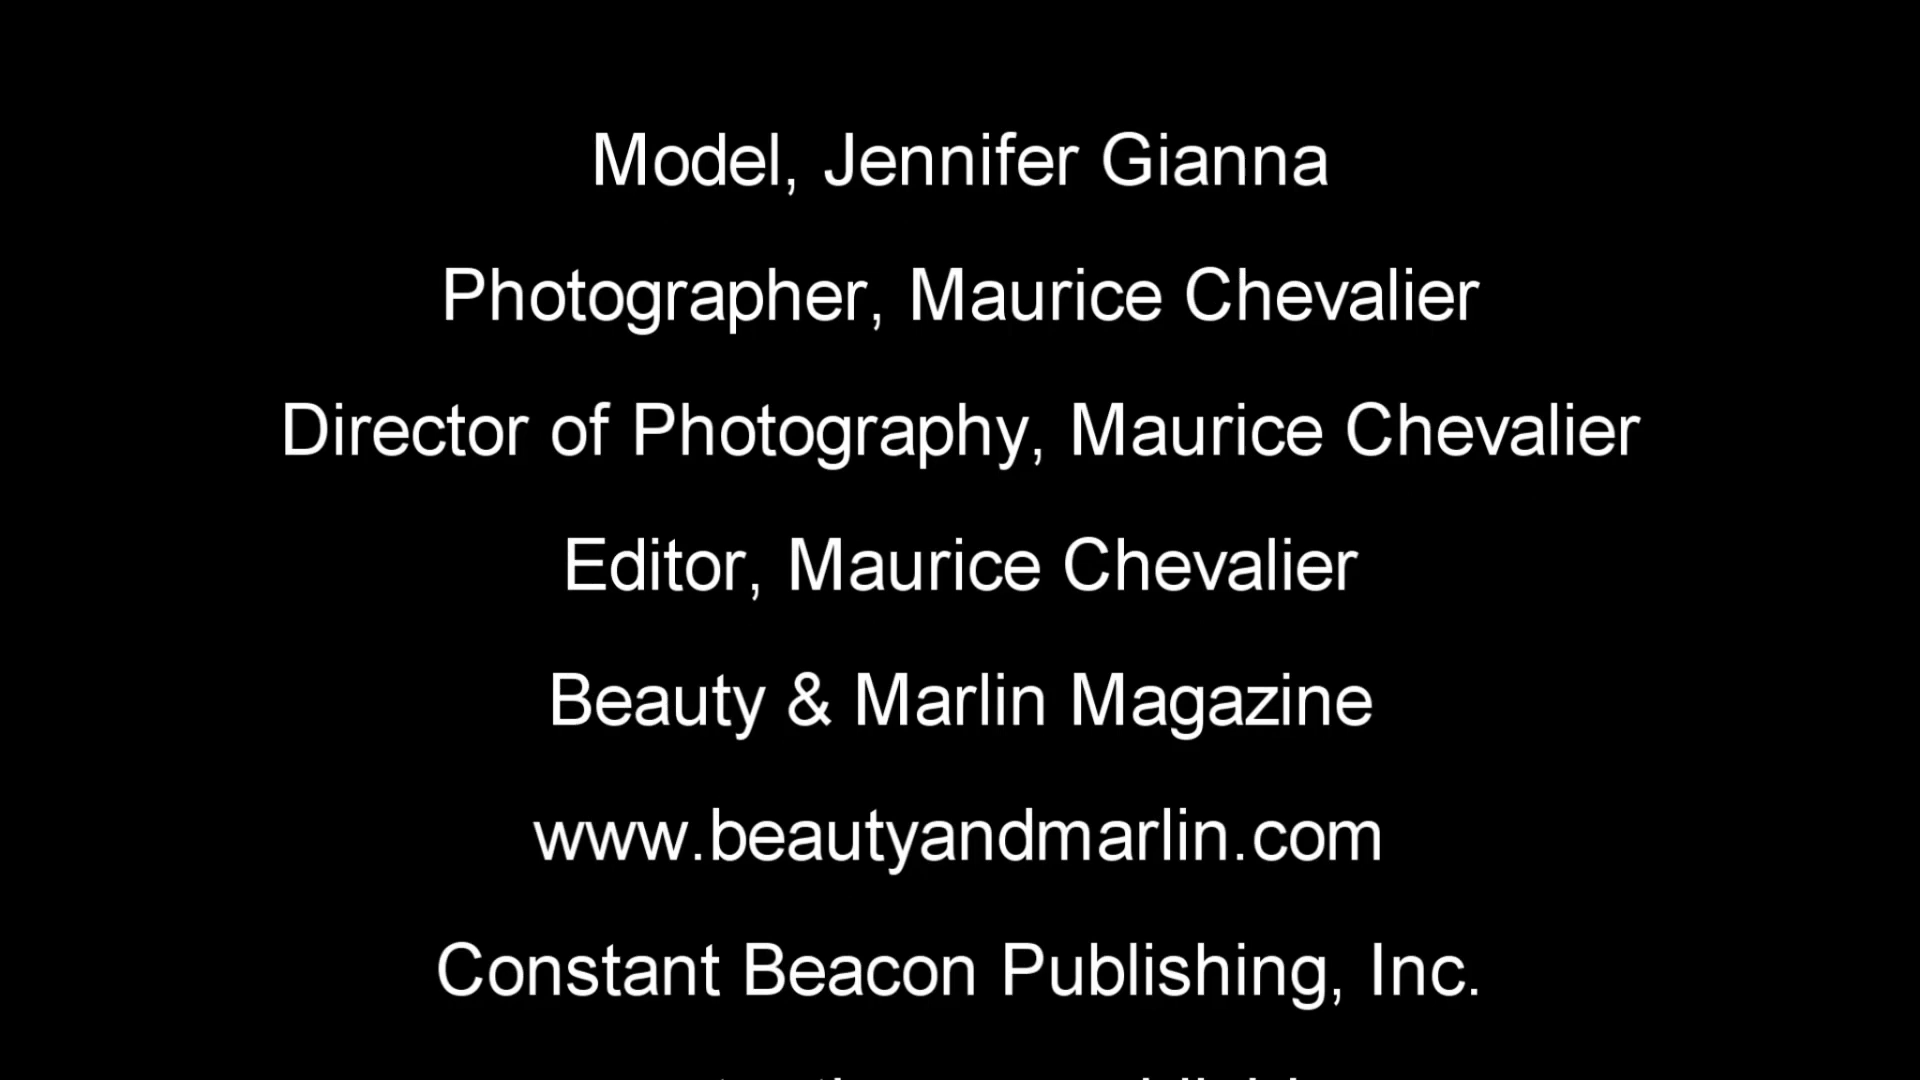 Model, Jennifer Gianna
Photographer, Maurice Chevalier
Director of Photography, Maurice Chevalier
Editor, Maurice Chevalier
Beauty & Marlin Magazine
www.beautyandmarlin.com
Constant Beacon Publishing, Inc.